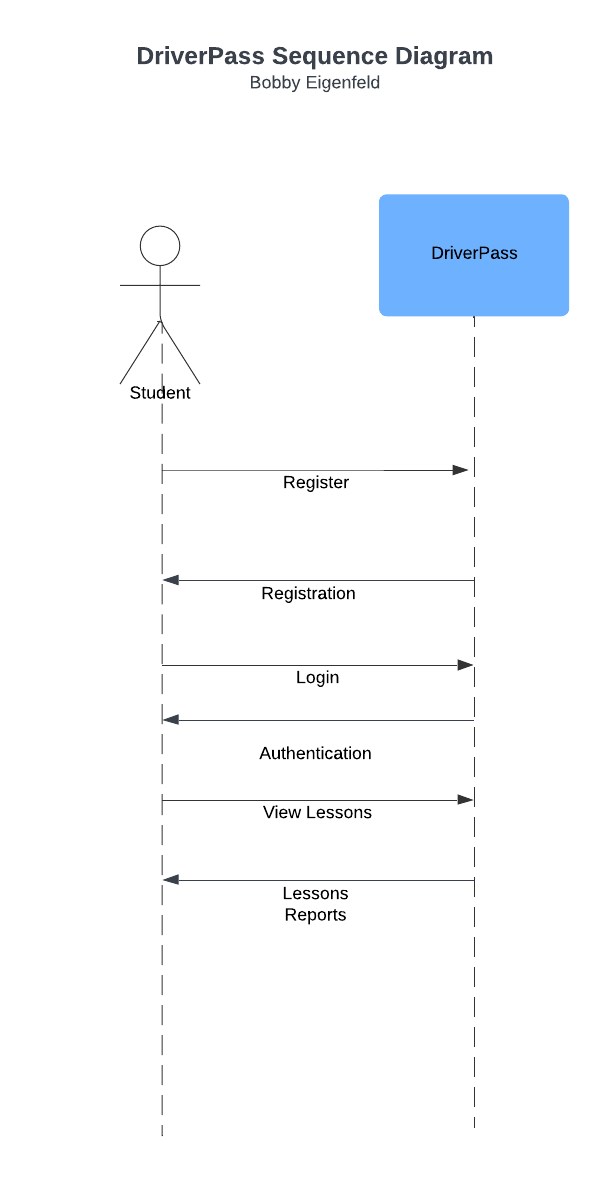 DriverPass Sequence Diagram
Bobby Eigenfeld
DriverPass
Student
Register
Registration
Login
Authentication
View Lessons
Lessons
Reports